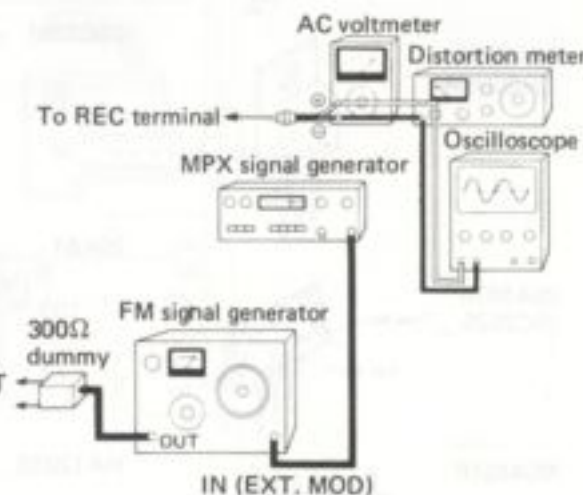 AC voltmeter
Distortion meter
To REC terminal
Oscilloscope
MPX signal generator
FM signal generator
300Ω
dummy
T
OUT
IN (EXT. MOD)